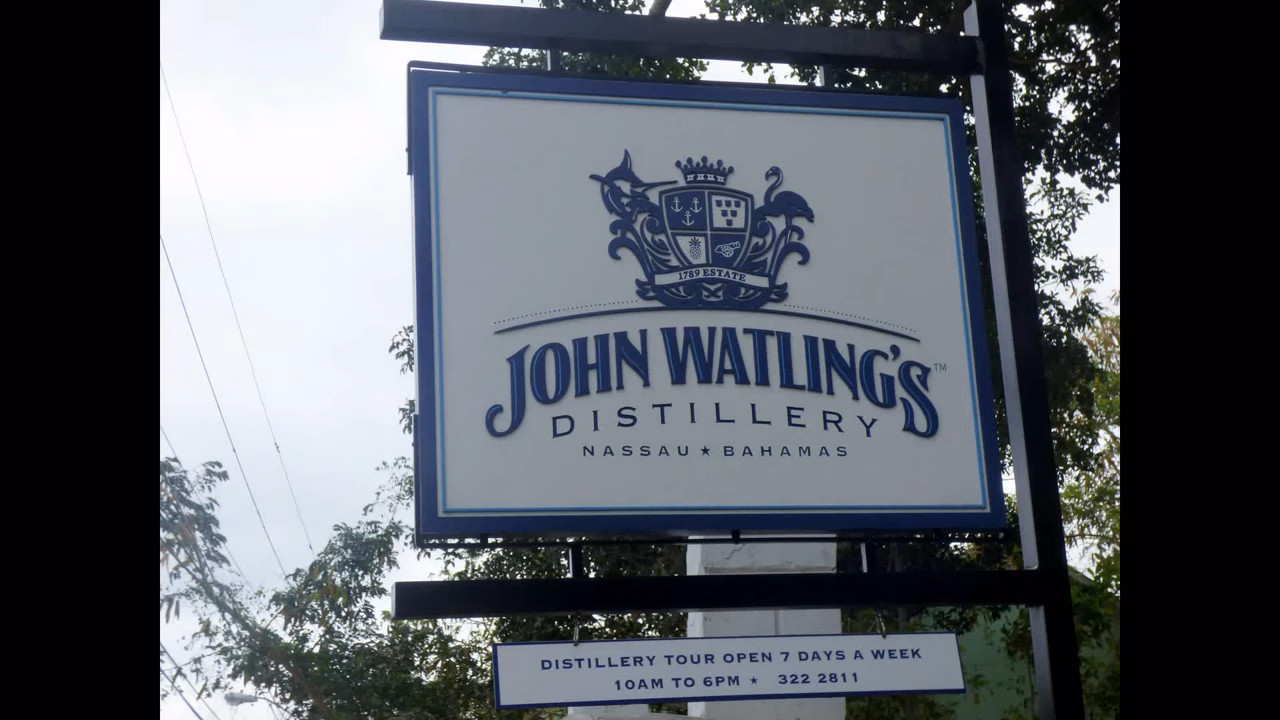 1789 ESTATE
JOHN WATLING'S™
DISTILLERY
NASSAU ★ BAHAMAS
DISTILLERY TOUR OPEN 7 DAYS A WEEK
10AM TO 6PM ★ 322 2811